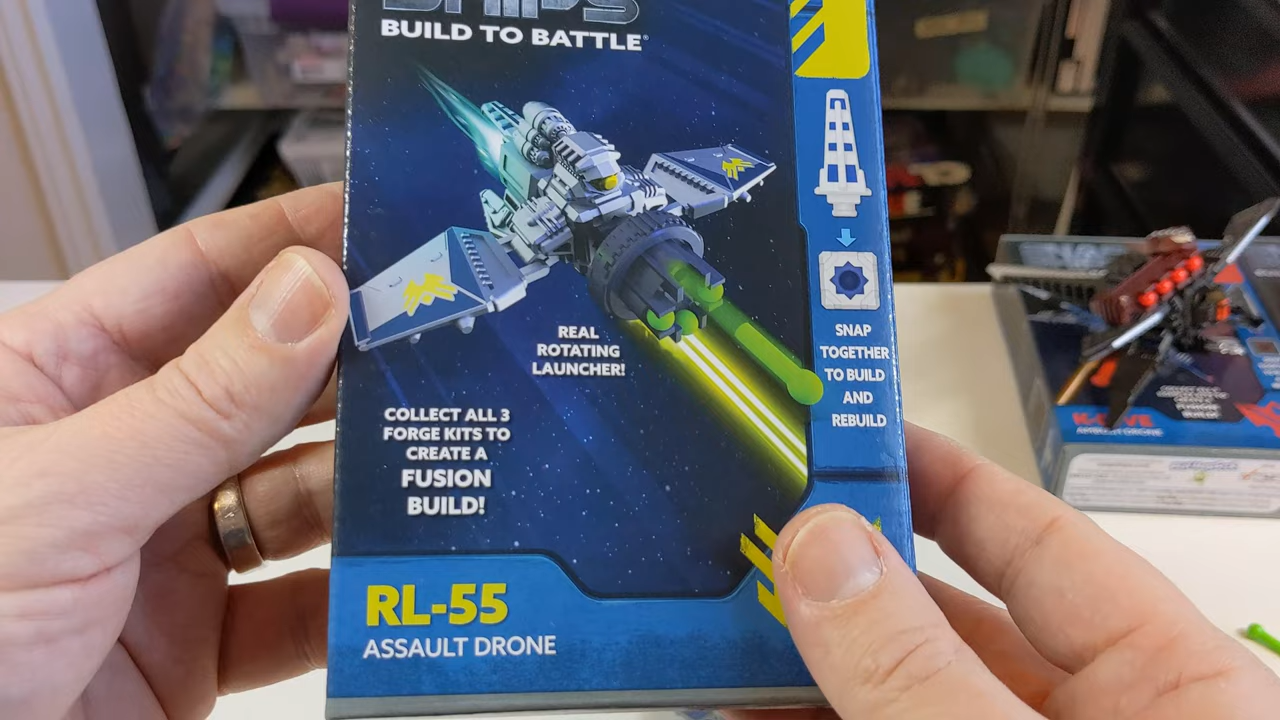 SHIPS
BUILD TO BATTLE®
REAL
ROTATING
LAUNCHER!
COLLECT ALL 3
FORGE KITS TO
CREATE A
FUSION
BUILD!
SNAP
TOGETHER
TO BUILD
AND
REBUILD
RL-55
ASSAULT DRONE
ASSAULT DRONE